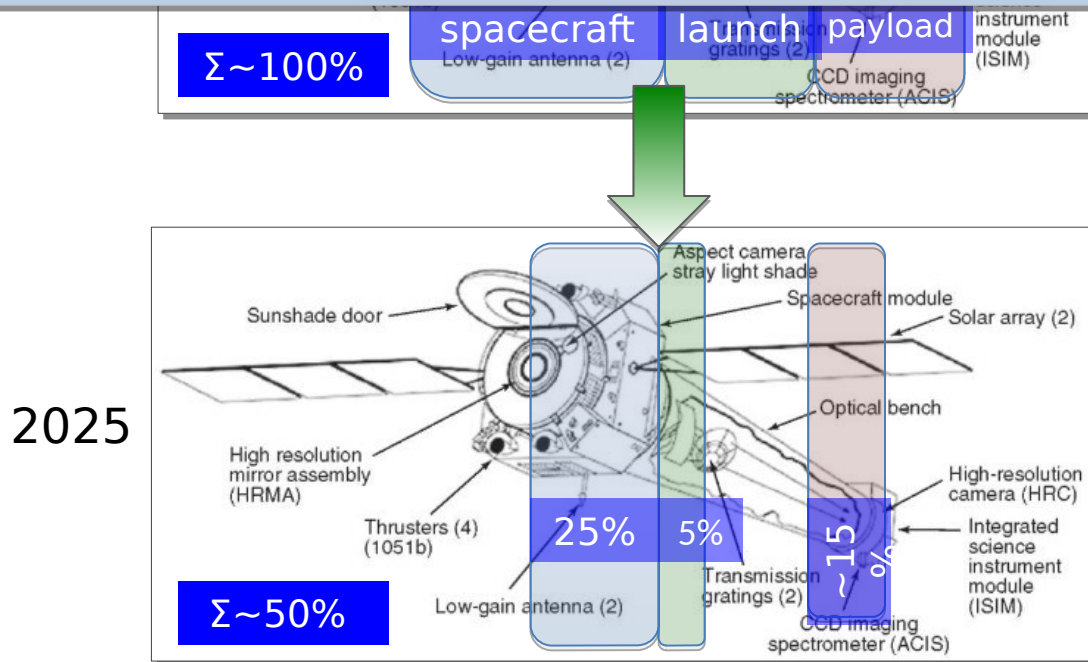 spacecraft
launch
payload
Σ~100%
Low-gain antenna (2)
Transmission
gratings (2)
CCD imaging
spectrometer (ACIS)
instrument
module
(ISIM)
2025
Aspect camera
stray light shade
Sunshade door
Spacecraft module
Solar array (2)
Optical bench
High resolution
mirror assembly
(HRMA)
High-resolution
camera (HRC)
Thrusters (4)
(1051b)
25%
5%
~15
%
Integrated
science
instrument
module
(ISIM)
Transmission
gratings (2)
Low-gain antenna (2)
Σ~50%
CCD imaging
spectrometer (ACIS)